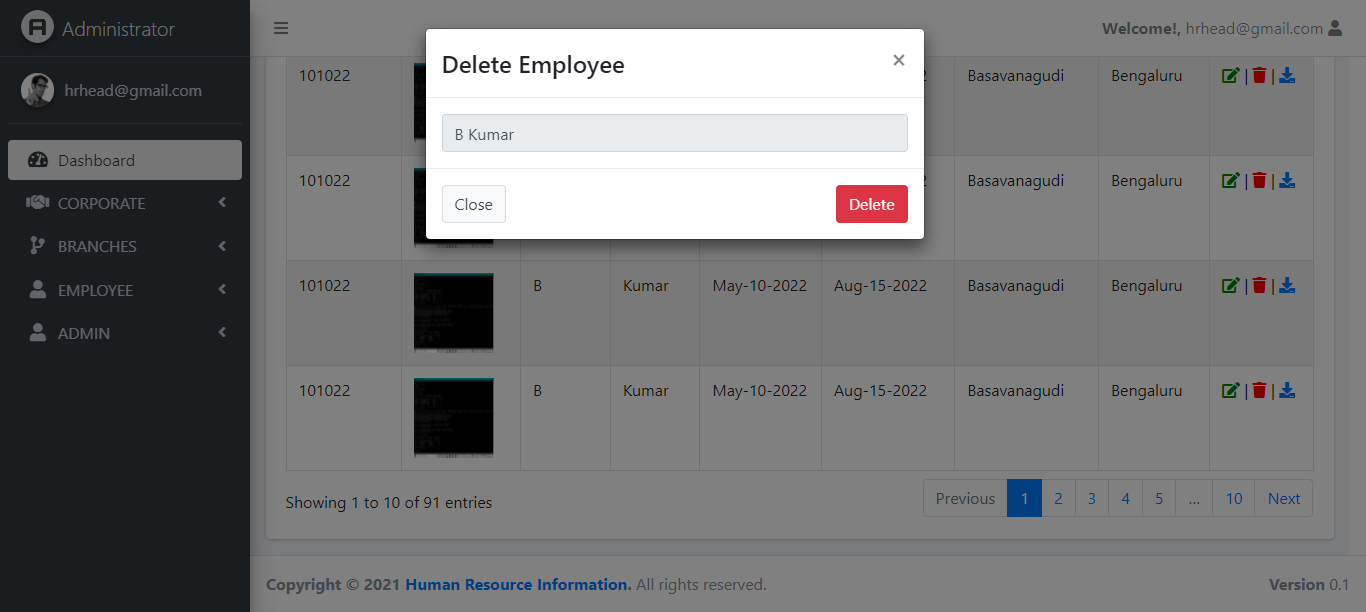 Administrator
Welcome!, hrhead@gmail.com
hrhead@gmail.com
Dashboard
CORPORATE
BRANCHES
EMPLOYEE
ADMIN
Delete Employee
×
B Kumar
Close
Delete
101022 Basavanagudi Bengaluru | |
101022 Basavanagudi Bengaluru | |
101022 B Kumar May-10-2022 Aug-15-2022 Basavanagudi Bengaluru | |
101022 B Kumar May-10-2022 Aug-15-2022 Basavanagudi Bengaluru | |
Showing 1 to 10 of 91 entries
Previous 1 2 3 4 5 ... 10 Next
Copyright © 2021 Human Resource Information. All rights reserved.
Version 0.1